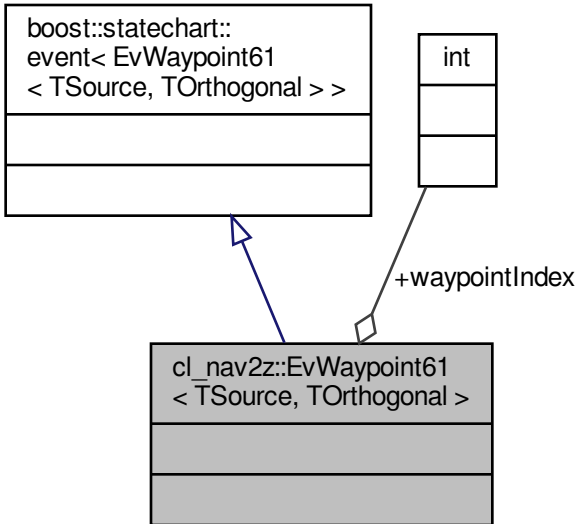 boost::statechart::
event< EvWaypoint61
< TSource, TOrthogonal > >
int
+waypointIndex
cl_nav2z::EvWaypoint61
< TSource, TOrthogonal >